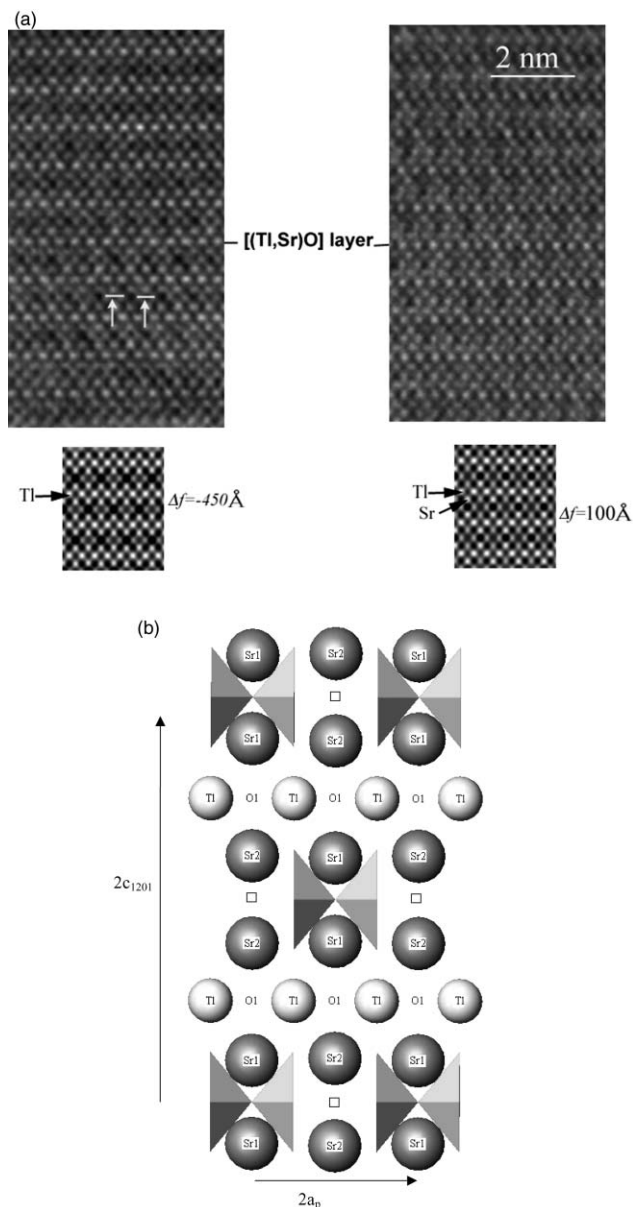 (a)
2 nm
[(Tl,Sr)O] layer
Tl
Δf=-450Å
Tl
Sr
Δf=100Å
(b)
Sr1 Sr2 Sr1
Sr1 Sr2 Sr1
Tl O1 Tl O1 Tl O1 Tl
Sr2 Sr1 Sr2
2c1201
Sr2 Sr1 Sr2
Tl O1 Tl O1 Tl O1 Tl
Sr1 Sr2 Sr1
Sr1 Sr2 Sr1
2ap